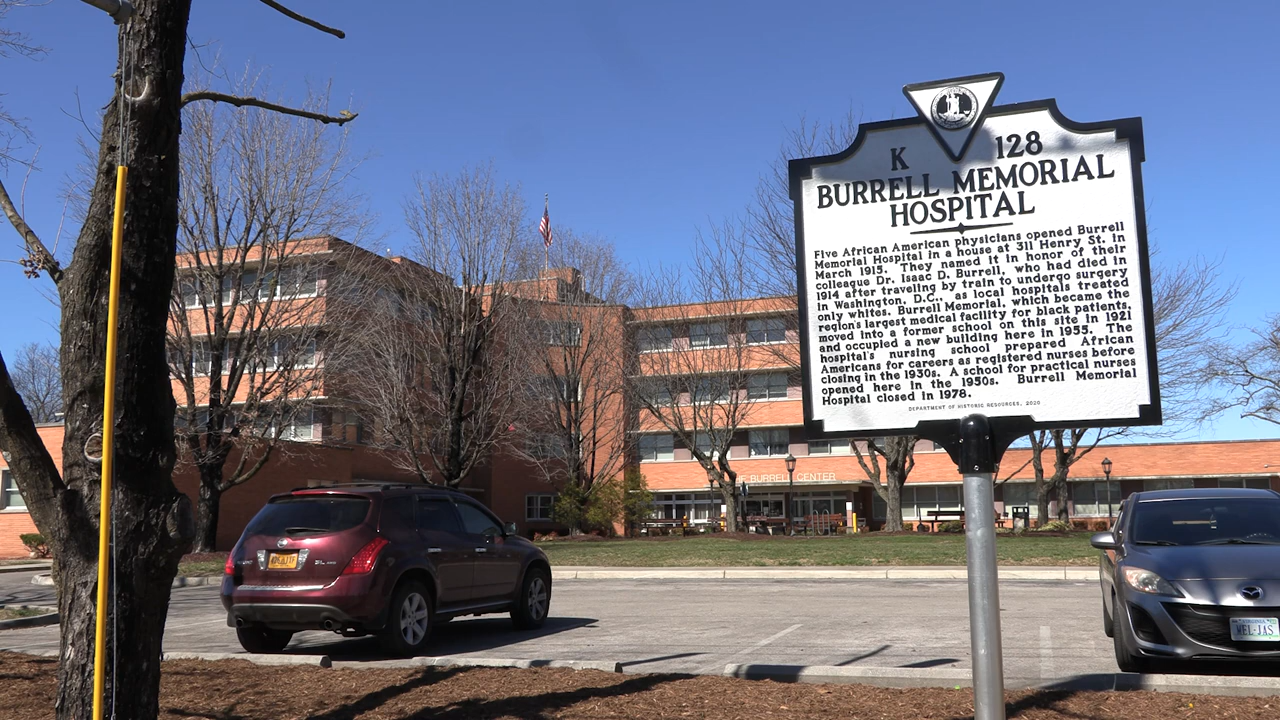 K 128
BURRELL MEMORIAL
HOSPITAL
Five African American physicians opened Burrell
Memorial Hospital in a house at 311 Henry St. in
March 1915. They named it in honor of their
colleague Dr. Isaac D. Burrell, who had died in
1914 after traveling by train to undergo surgery
in Washington, D.C., as local hospitals treated
only whites. Burrell Memorial, which became the
region's largest medical facility for black patients,
moved into a former school on this site in 1921
and occupied a new building here in 1955. The
hospital's nursing school prepared African
Americans for careers as registered nurses before
closing in the 1930s. A school for practical nurses
opened here in the 1950s. Burrell Memorial
Hospital closed in 1978.
DEPARTMENT OF HISTORIC RESOURCES, 2020
BURRELL CENTER
WEL-JAS